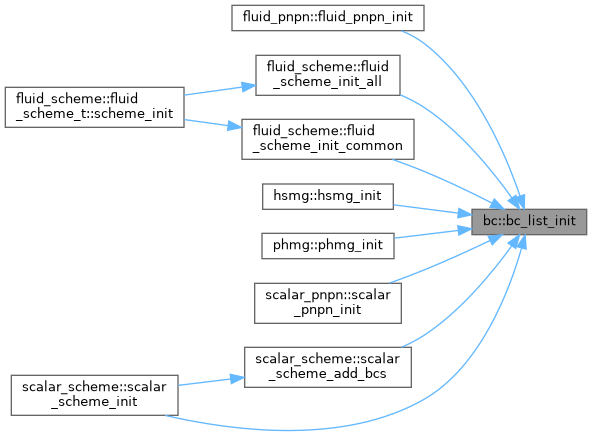 fluid_pnpn::fluid_pnpn_init
fluid_scheme::fluid
_scheme_init_all
fluid_scheme::fluid
_scheme_t::scheme_init
fluid_scheme::fluid
_scheme_init_common
hsmg::hsmg_init
bc::bc_list_init
phmg::phmg_init
scalar_pnpn::scalar
_pnpn_init
scalar_scheme::scalar
_scheme_add_bcs
scalar_scheme::scalar
_scheme_init